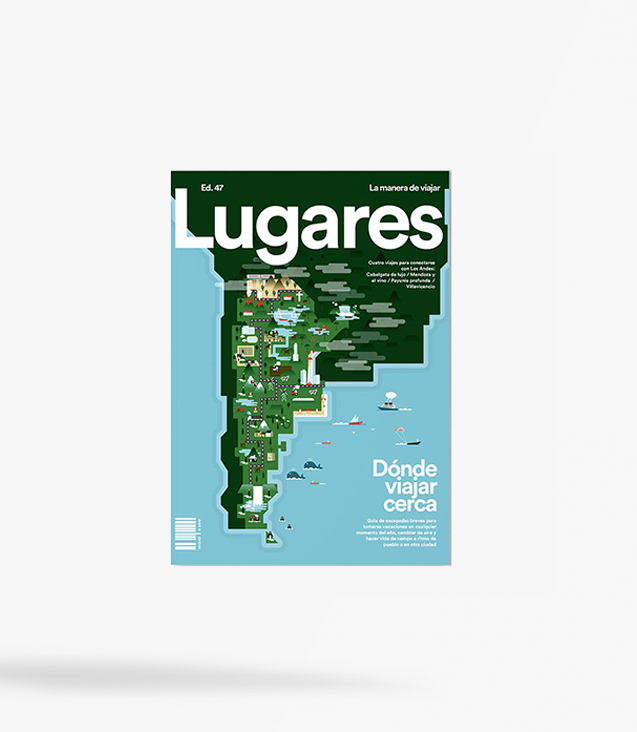 Ed. 47
La manera de viajar
Lugares
Cuatro viajes para conectarse
con Los Andes:
Cabalgata de lujo / Mendoza y
el vino / Payunia profunda /
Villavicencio
Dónde
viajar
cerca
Guía de escapadas breves para
tomarse vacaciones en cualquier
momento del año, cambiar de aire y
hacer vida de campo a ritmo de
pueblo o en otra ciudad